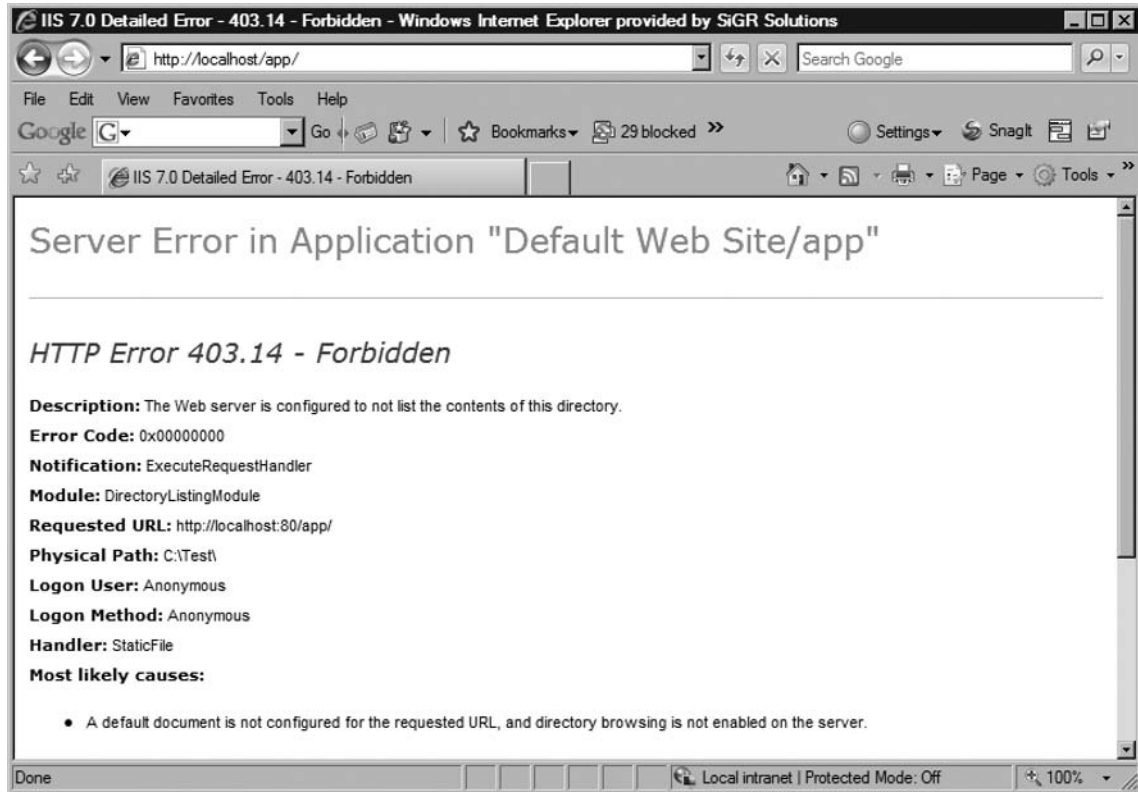 IIS 7.0 Detailed Error - 403.14 - Forbidden - Windows Internet Explorer provided by SiGR Solutions
http://localhost/app/
Search Google
File Edit View Favorites Tools Help
Google G Go Bookmarks 29 blocked » Settings SnagIt
IIS 7.0 Detailed Error - 403.14 - Forbidden
Page Tools »
Server Error in Application "Default Web Site/app"
HTTP Error 403.14 - Forbidden
Description: The Web server is configured to not list the contents of this directory.
Error Code: 0x00000000
Notification: ExecuteRequestHandler
Module: DirectoryListingModule
Requested URL: http://localhost:80/app/
Physical Path: C:\Test\
Logon User: Anonymous
Logon Method: Anonymous
Handler: StaticFile
Most likely causes:
• A default document is not configured for the requested URL, and directory browsing is not enabled on the server.
Done Local intranet | Protected Mode: Off 100%